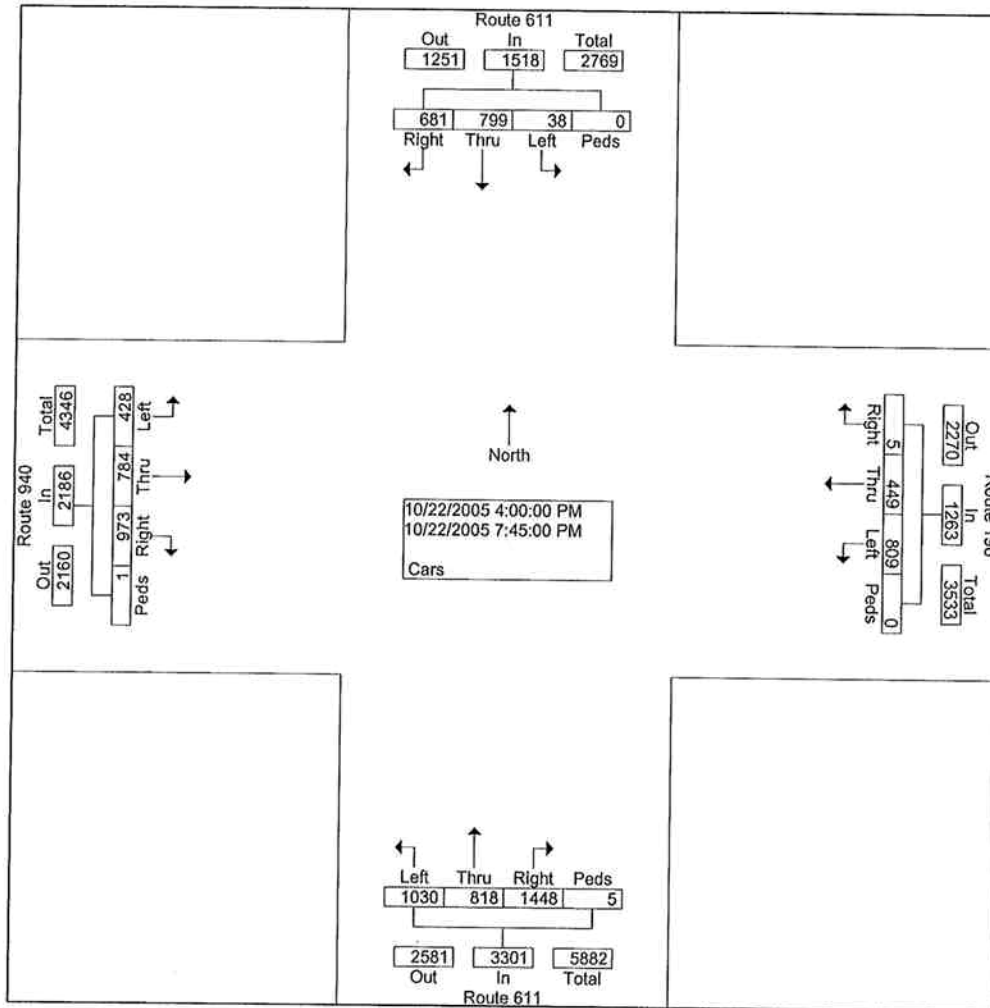 Route 611
Out In Total
1251 1518 2769
681 799 38 0
Right Thru Left Peds
Route 940
Total In Out
4346 2186 2160
428 784 973 1
Left Thru Right Peds
North
10/22/2005 4:00:00 PM
10/22/2005 7:45:00 PM
Cars
Right Thru Left Peds
5 449 809 0
Out In Total
2270 1263 3533
Left Thru Right Peds
1030 818 1448 5
2581 3301 5882
Out In Total
Route 611